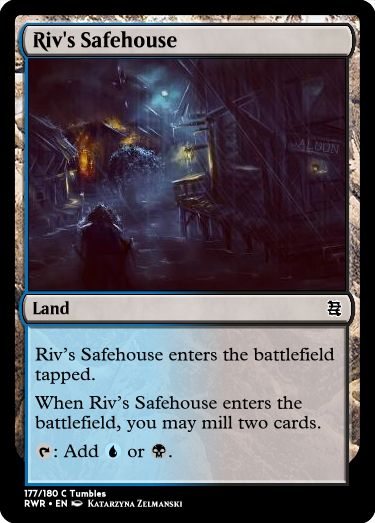 Riv's Safehouse
ALOON
Land
Riv's Safehouse enters the battlefield
tapped.
When Riv's Safehouse enters the
battlefield, you may mill two cards.
: Add or .
177/180 C Tumbles
RWR • EN Katarzyna Zelmanski